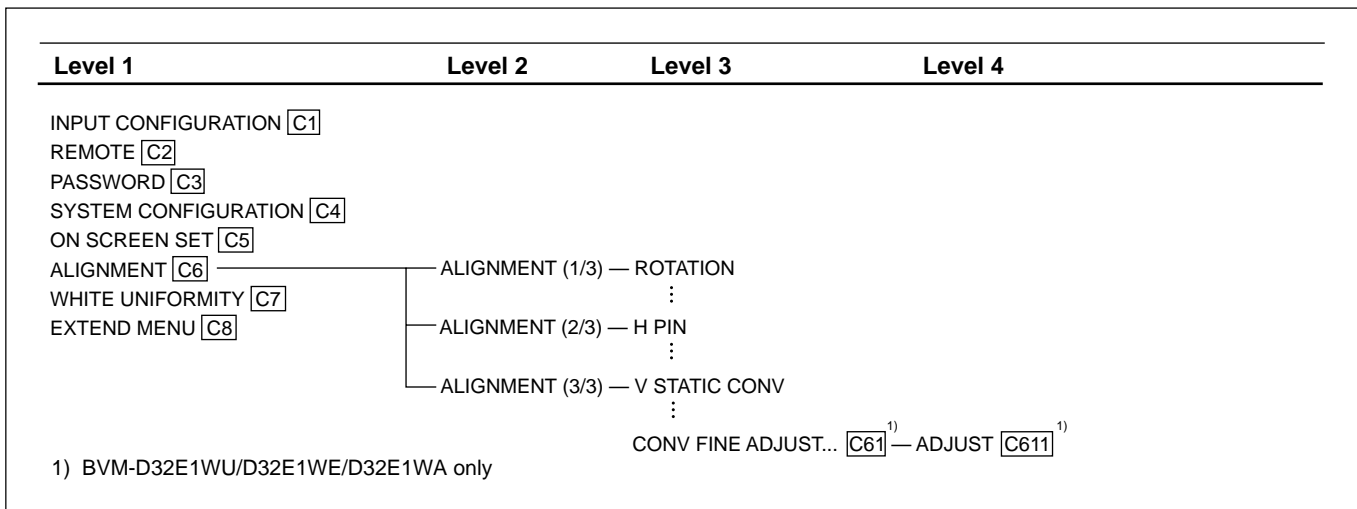 Level 1 Level 2 Level 3 Level 4
INPUT CONFIGURATION C1
REMOTE C2
PASSWORD C3
SYSTEM CONFIGURATION C4
ON SCREEN SET C5
ALIGNMENT C6 ALIGNMENT (1/3) — ROTATION
WHITE UNIFORMITY C7
EXTEND MENU C8 ALIGNMENT (2/3) — H PIN
ALIGNMENT (3/3) — V STATIC CONV
CONV FINE ADJUST... C61 1) — ADJUST C611 1)
1) BVM-D32E1WU/D32E1WE/D32E1WA only